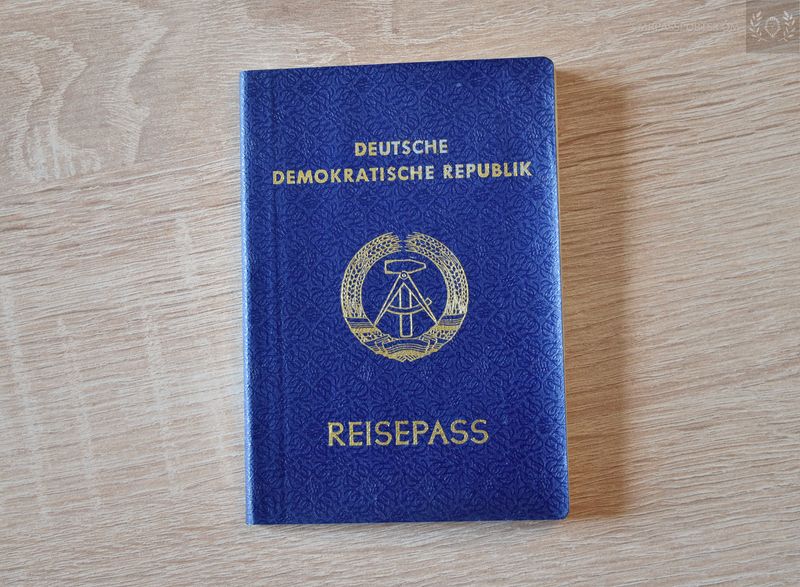 DEUTSCHE
DEMOKRATISCHE REPUBLIK
REISEPASS